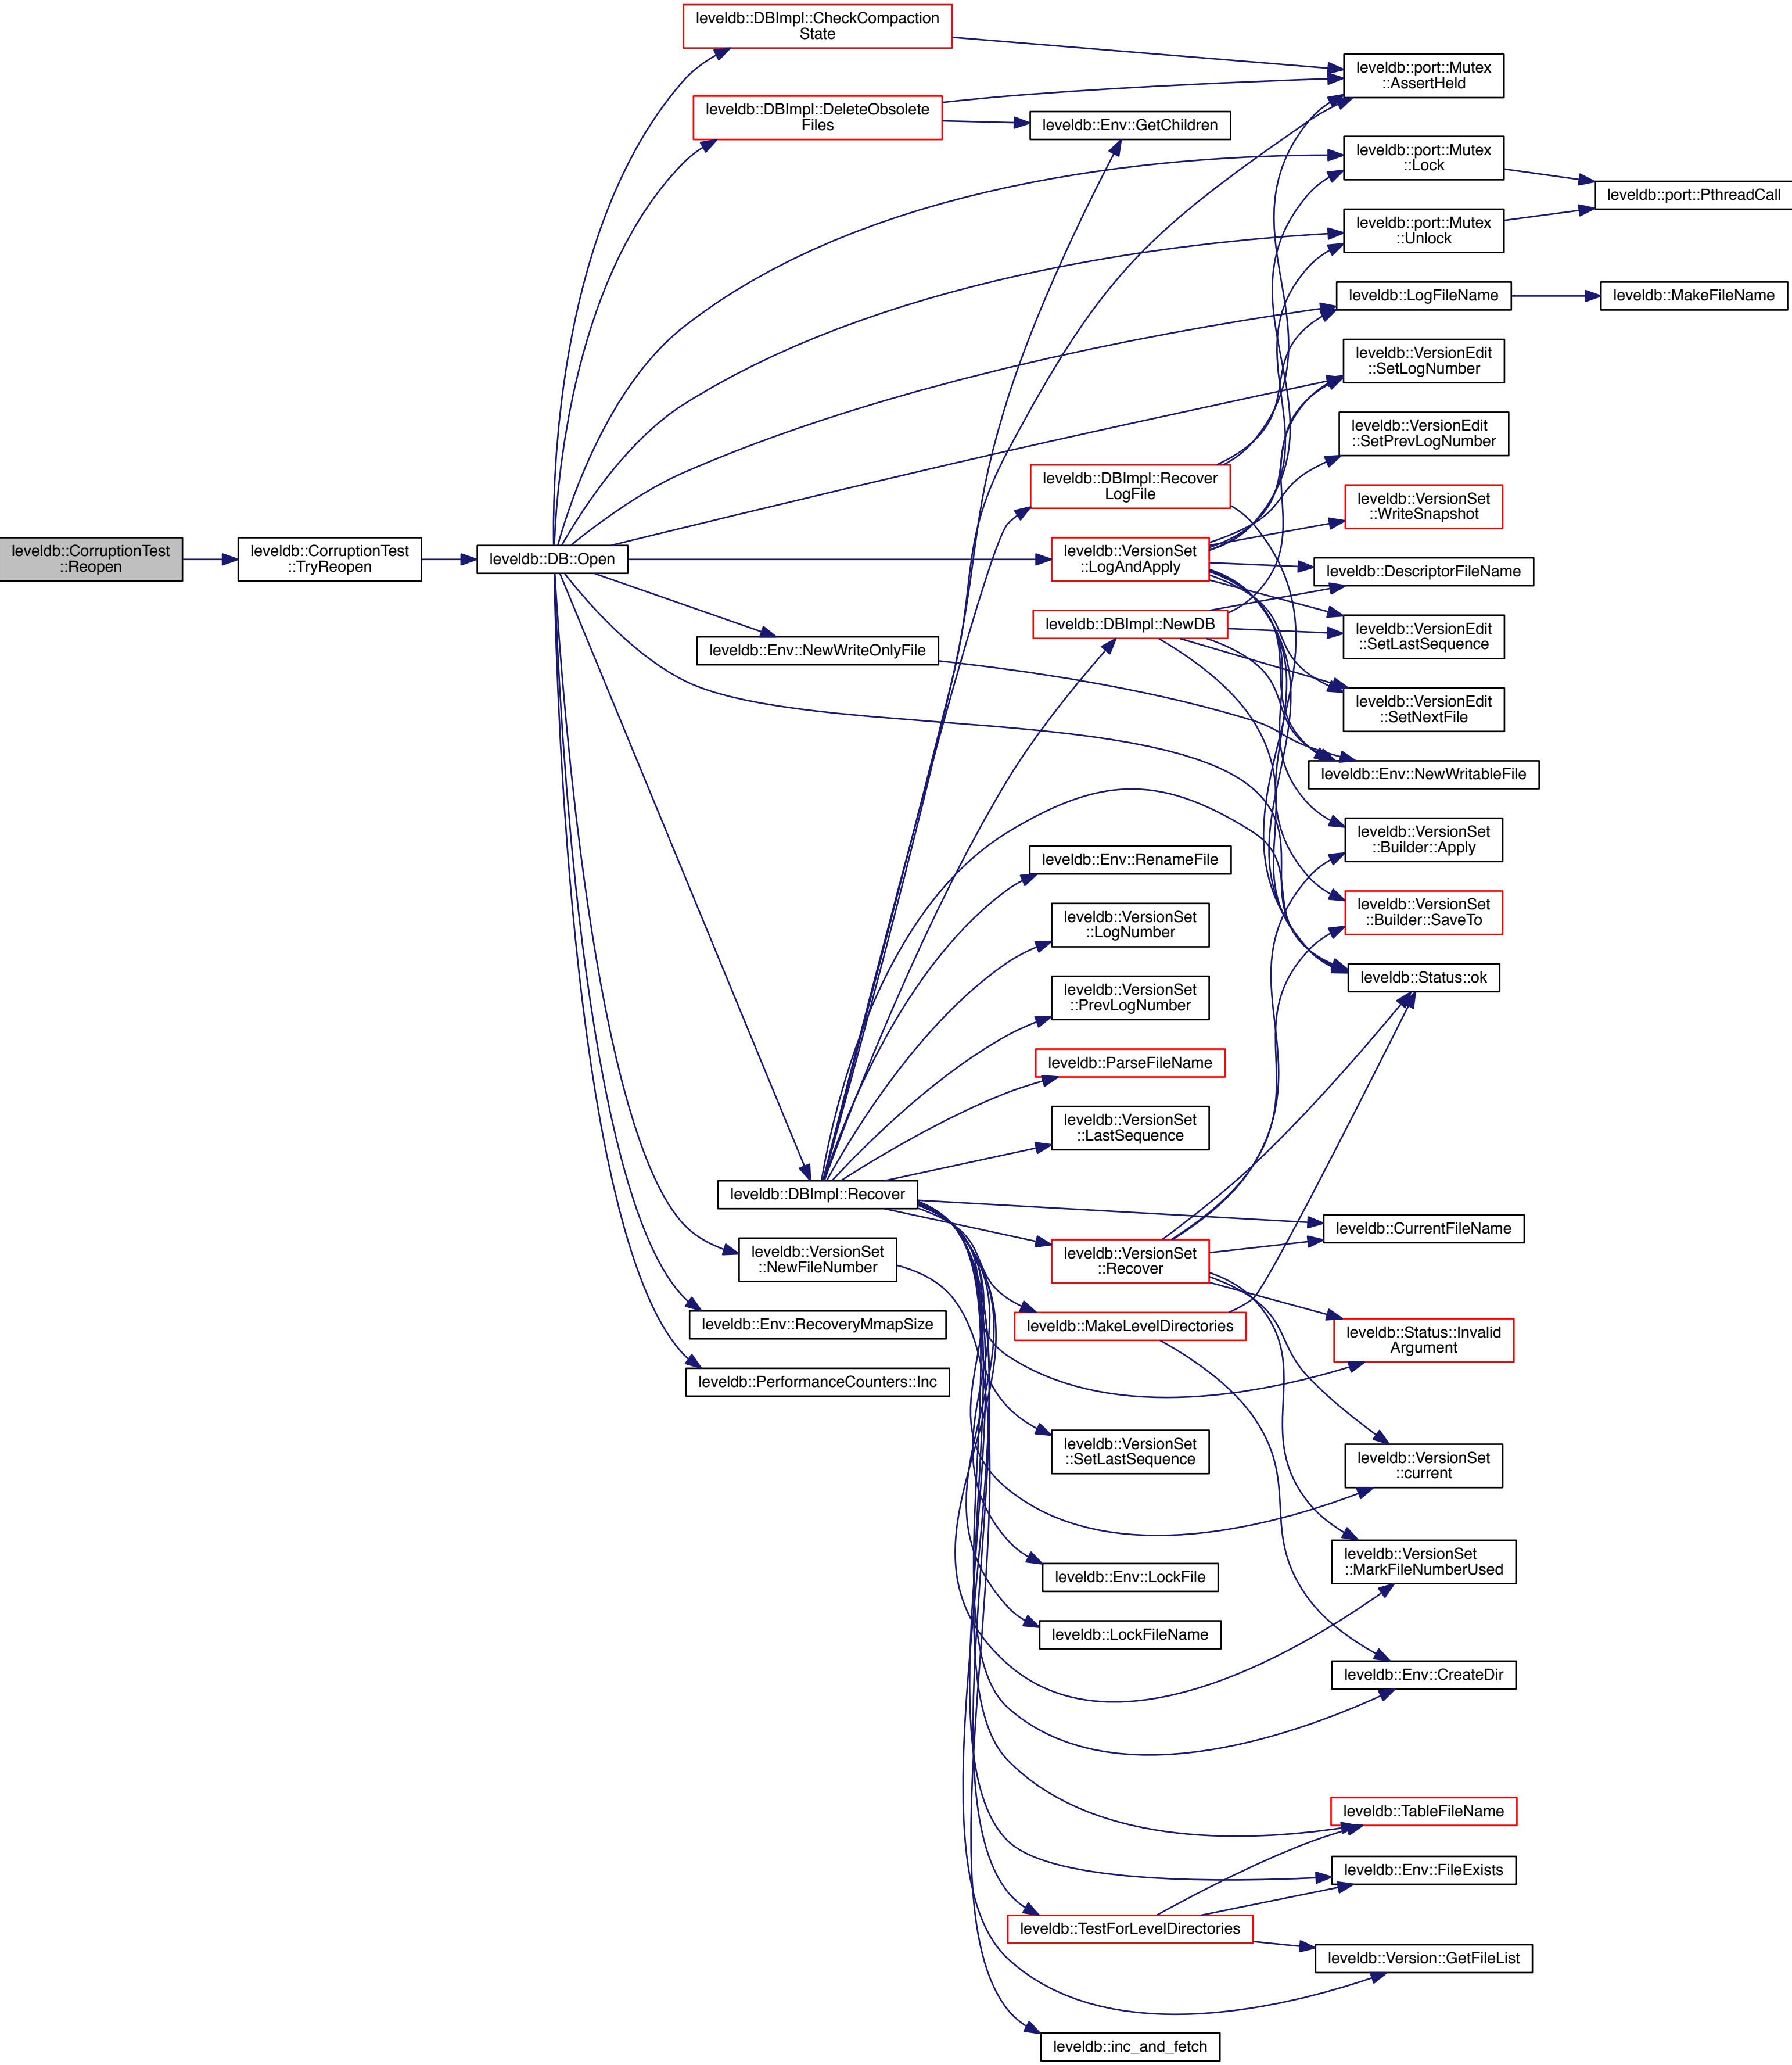 leveldb::CorruptionTest
::Reopen
leveldb::CorruptionTest
::TryReopen
leveldb::DB::Open
leveldb::DBImpl::CheckCompaction
State
leveldb::DBImpl::DeleteObsolete
Files
leveldb::Env::NewWriteOnlyFile
leveldb::DBImpl::Recover
leveldb::VersionSet
::NewFileNumber
leveldb::Env::RecoveryMmapSize
leveldb::PerformanceCounters::Inc
leveldb::Env::GetChildren
leveldb::DBImpl::Recover
LogFile
leveldb::VersionSet
::LogAndApply
leveldb::DBImpl::NewDB
leveldb::Env::RenameFile
leveldb::VersionSet
::LogNumber
leveldb::VersionSet
::PrevLogNumber
leveldb::ParseFileName
leveldb::VersionSet
::LastSequence
leveldb::VersionSet
::Recover
leveldb::MakeLevelDirectories
leveldb::VersionSet
::SetLastSequence
leveldb::Env::LockFile
leveldb::LockFileName
leveldb::TestForLevelDirectories
leveldb::inc_and_fetch
leveldb::port::Mutex
::AssertHeld
leveldb::port::Mutex
::Lock
leveldb::port::Mutex
::Unlock
leveldb::LogFileName
leveldb::VersionEdit
::SetLogNumber
leveldb::VersionEdit
::SetPrevLogNumber
leveldb::VersionSet
::WriteSnapshot
leveldb::DescriptorFileName
leveldb::VersionEdit
::SetLastSequence
leveldb::VersionEdit
::SetNextFile
leveldb::Env::NewWritableFile
leveldb::VersionSet
::Builder::Apply
leveldb::VersionSet
::Builder::SaveTo
leveldb::Status::ok
leveldb::CurrentFileName
leveldb::Status::Invalid
Argument
leveldb::VersionSet
::current
leveldb::VersionSet
::MarkFileNumberUsed
leveldb::Env::CreateDir
leveldb::TableFileName
leveldb::Env::FileExists
leveldb::Version::GetFileList
leveldb::port::PthreadCall
leveldb::MakeFileName